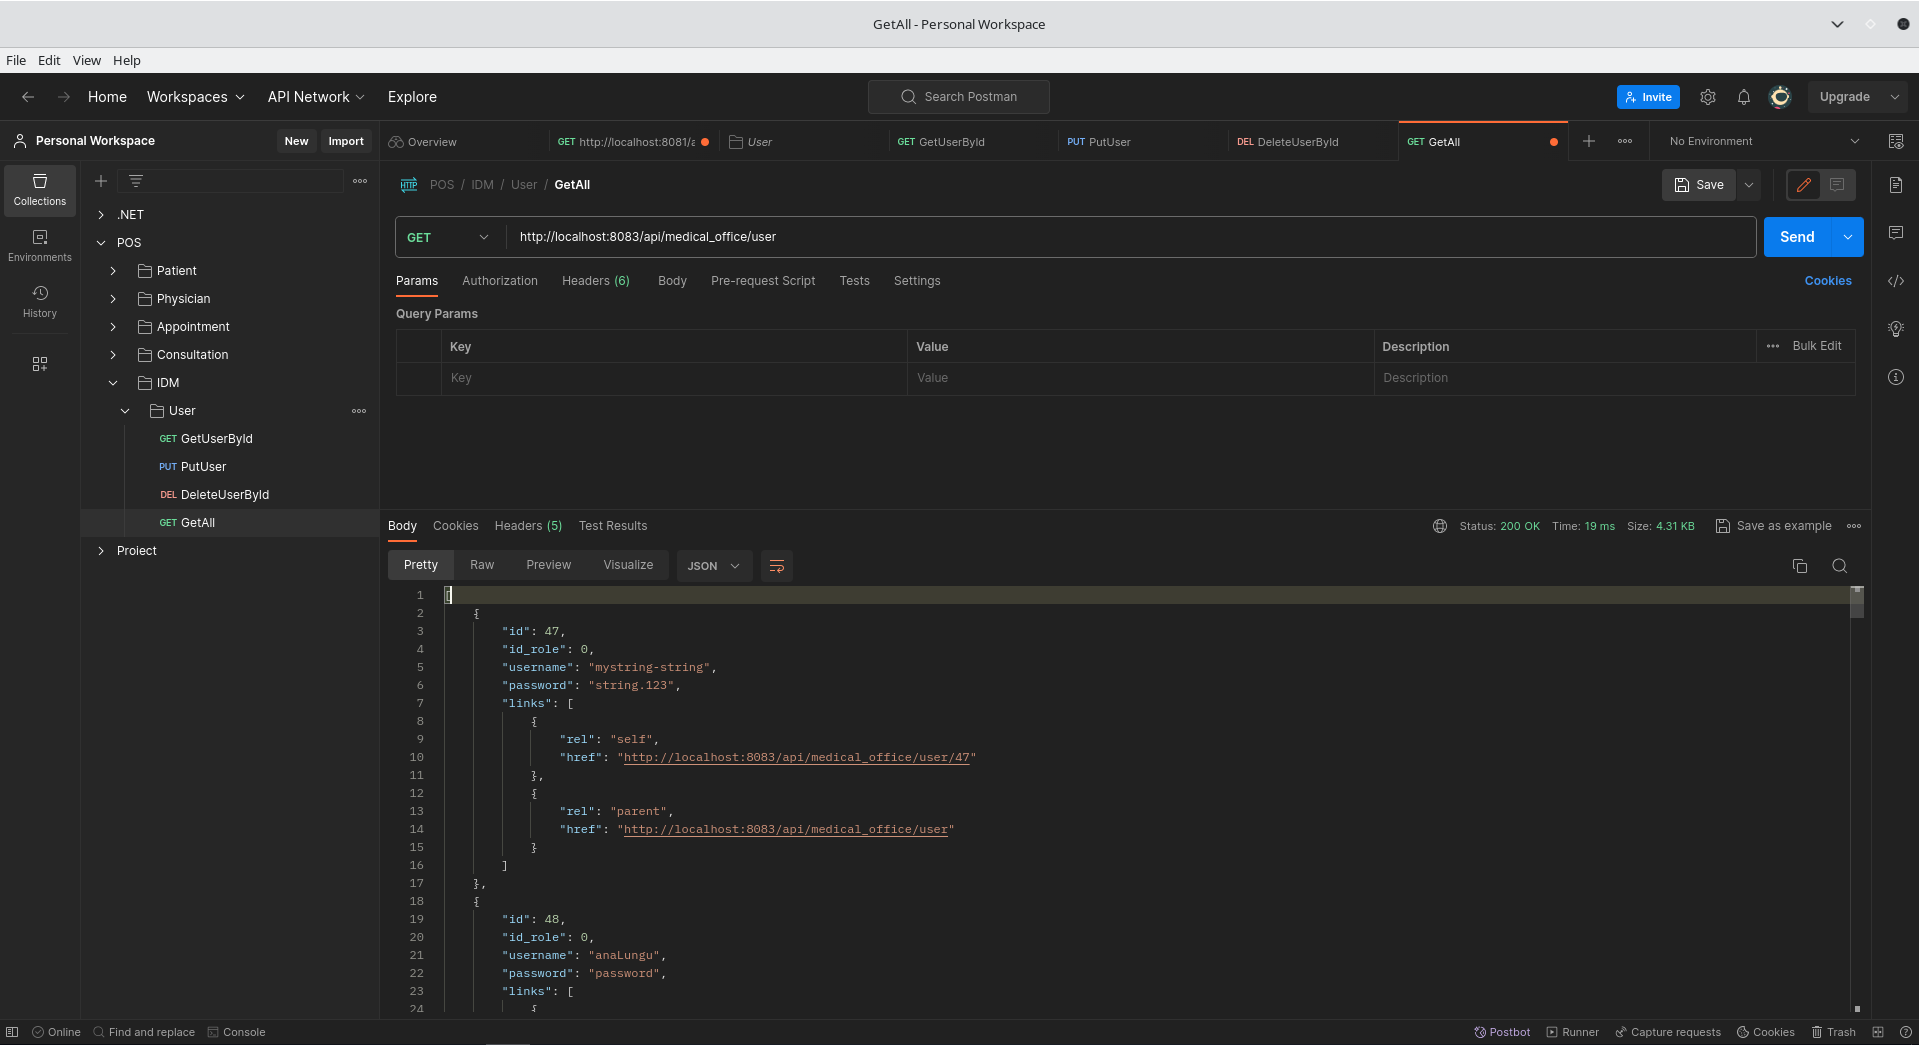 GetAll - Personal Workspace
File Edit View Help
Home Workspaces API Network Explore Search Postman Invite Upgrade
Personal Workspace New Import
Overview GET http://localhost:8081/a User GET GetUserById PUT PutUser DEL DeleteUserById GET GetAll No Environment
Collections
Environments
History
.NET
POS
Patient
Physician
Appointment
Consultation
IDM
User
GET GetUserById
PUT PutUser
DEL DeleteUserById
GET GetAll
Project
HTTP POS / IDM / User / GetAll Save
GET http://localhost:8083/api/medical_office/user Send
Params Authorization Headers (6) Body Pre-request Script Tests Settings Cookies
Query Params
Key Value Description Bulk Edit
Key Value Description
Body Cookies Headers (5) Test Results Status: 200 OK Time: 19 ms Size: 4.31 KB Save as example
Pretty Raw Preview Visualize JSON
1 [
2 {
3 "id": 47,
4 "id_role": 0,
5 "username": "mystring-string",
6 "password": "string.123",
7 "links": [
8 {
9 "rel": "self",
10 "href": "http://localhost:8083/api/medical_office/user/47"
11 },
12 {
13 "rel": "parent",
14 "href": "http://localhost:8083/api/medical_office/user"
15 }
16 ]
17 },
18 {
19 "id": 48,
20 "id_role": 0,
21 "username": "anaLungu",
22 "password": "password",
23 "links": [
24 {
Online Find and replace Console Postbot Runner Capture requests Cookies Trash